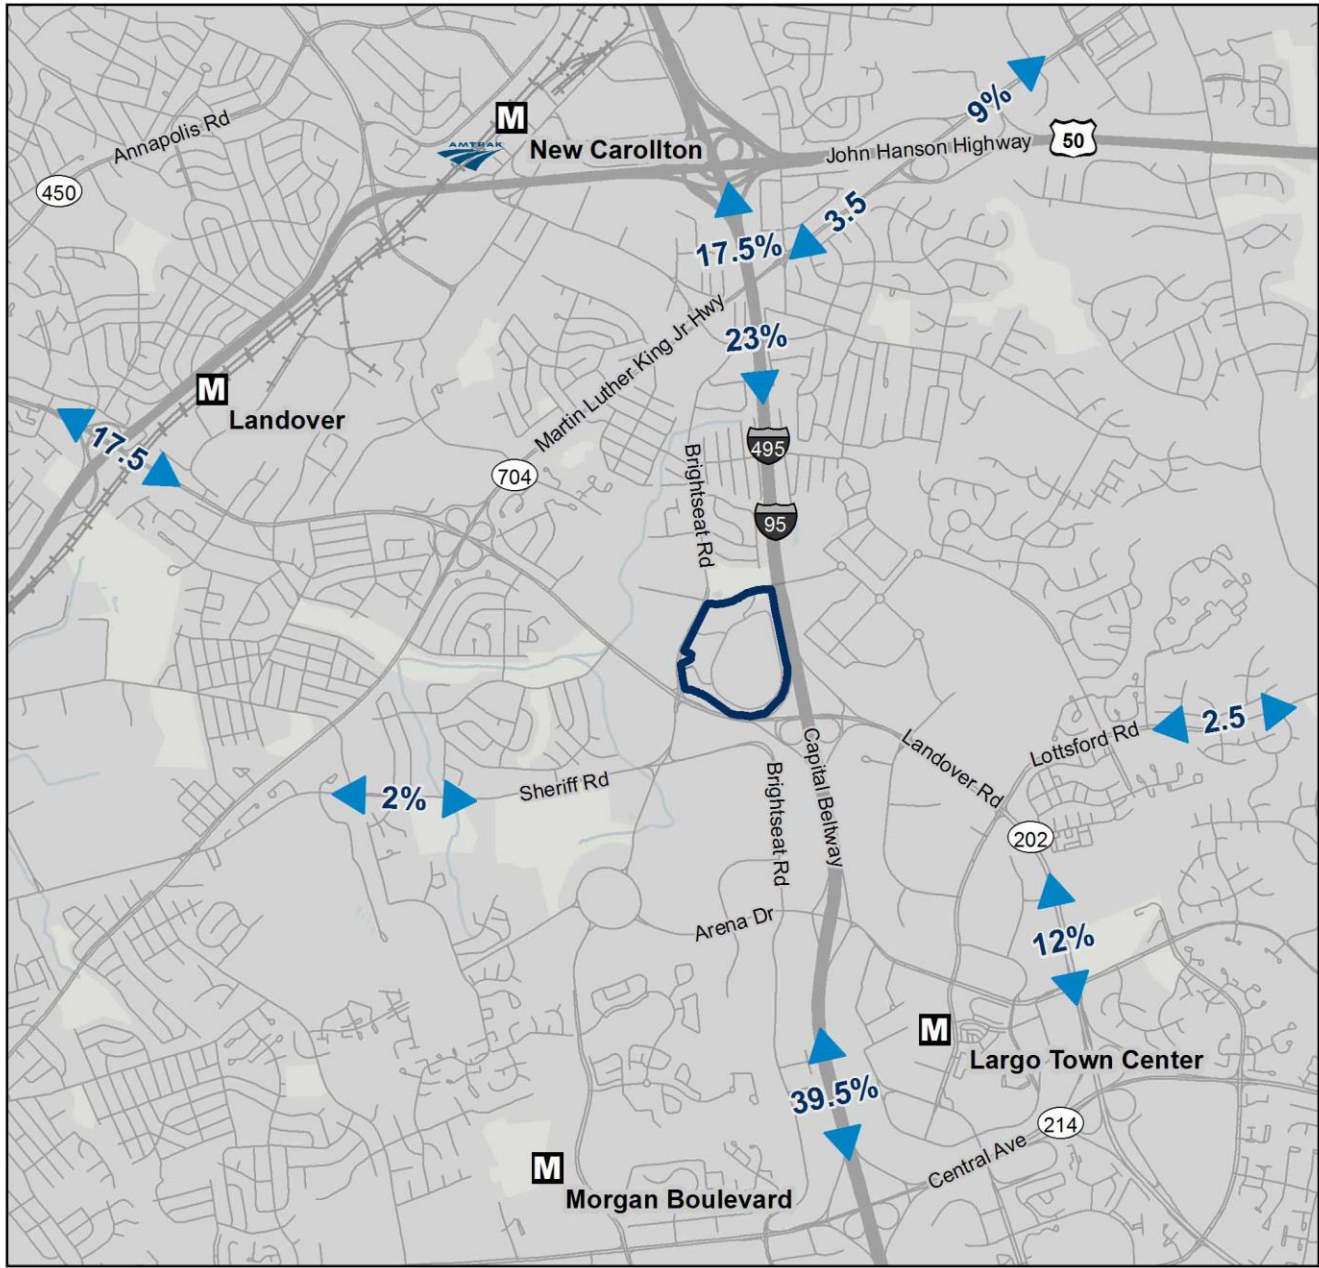 9%
M
AMTRAK
New Carollton
John Hanson Highway
50
Annapolis Rd
450
3.5
17.5%
Martin Luther King Jr Hwy
23%
M
Landover
17.5
704
Brightseat Rd
495
95
Capital Beltway
Landover Rd
Lottsford Rd
2.5
2%
Sheriff Rd
Brightseat Rd
202
Arena Dr
12%
M
Largo Town Center
39.5%
214
Central Ave
M
Morgan Boulevard